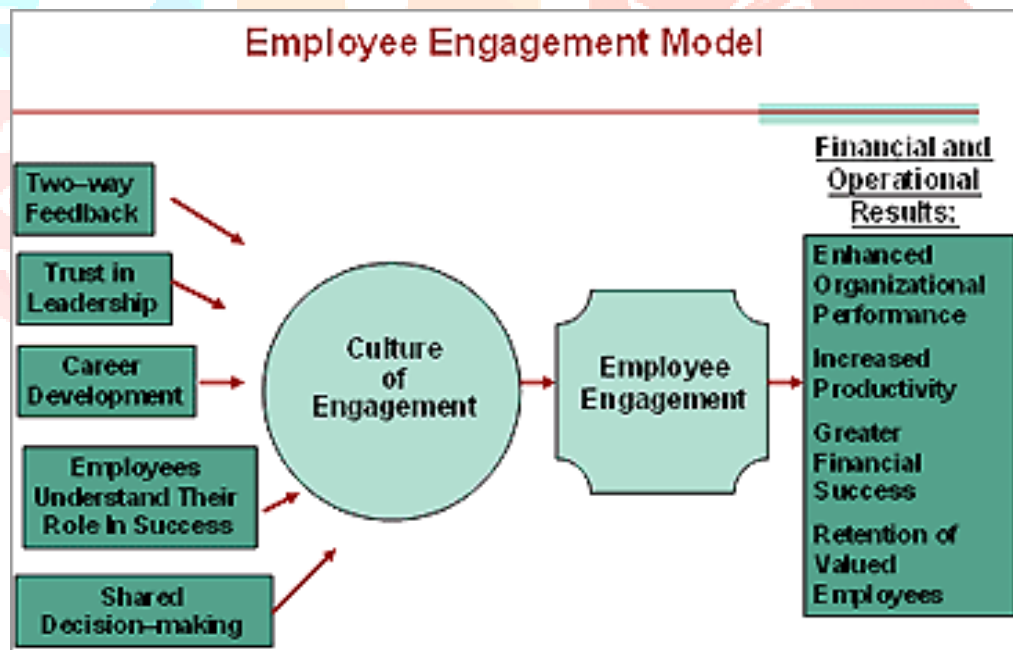 Employee Engagement Model
Two-way
Feedback
Trust in
Leadership
Career
Development
Employees
Understand Their
Role In Success
Shared
Decision-making
Culture
of
Engagement
Employee
Engagement
Financial and
Operational
Results:
Enhanced
Organizational
Performance
Increased
Productivity
Greater
Financial
Success
Retention of
Valued
Employees